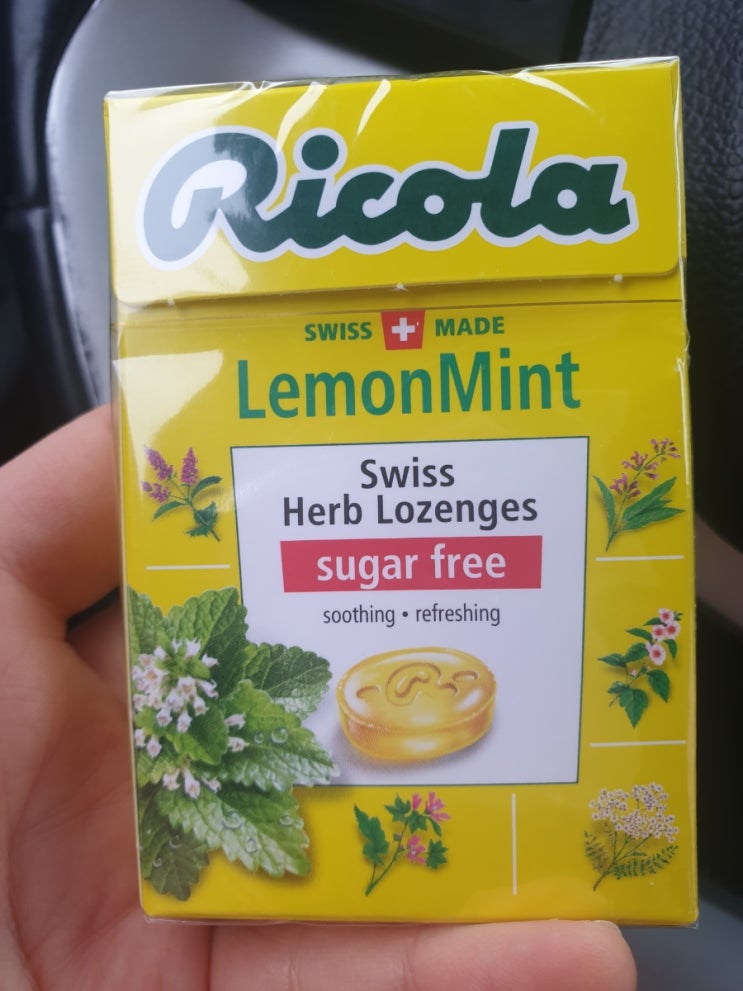 Ricola
SWISS MADE
LemonMint
Swiss
Herb Lozenges
sugar free
soothing • refreshing